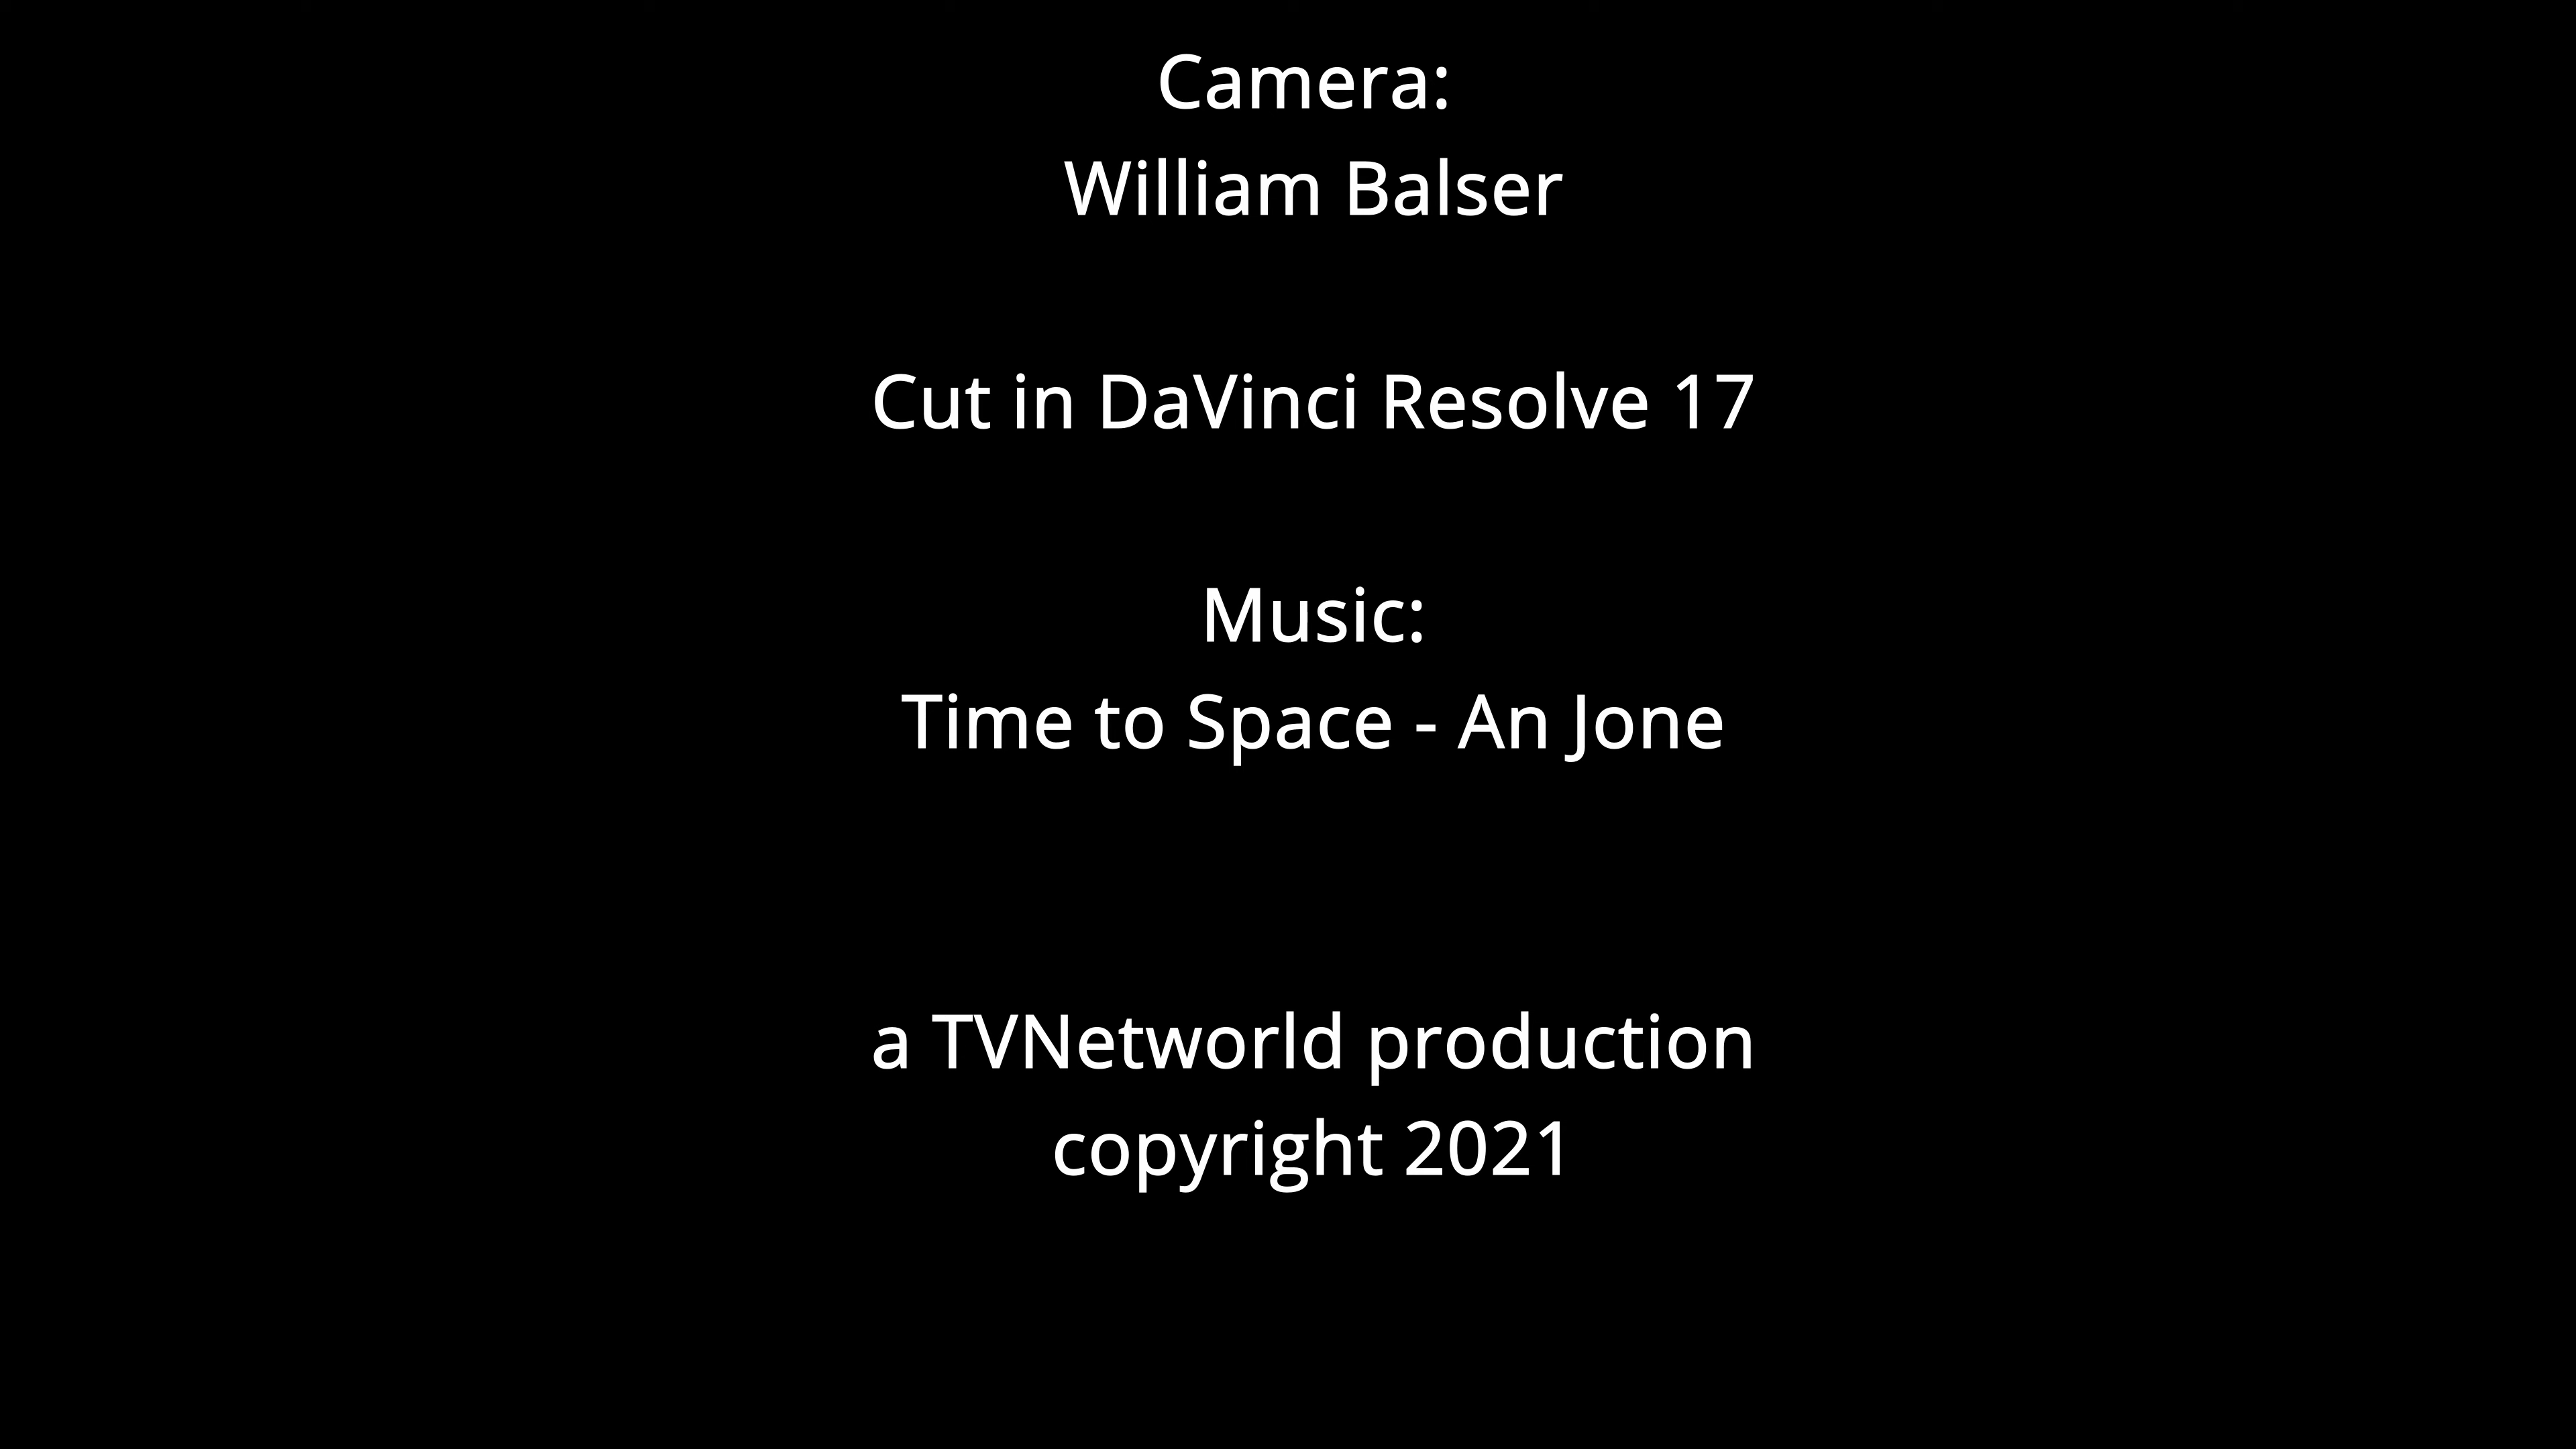 Camera:
William Balser
Cut in DaVinci Resolve 17
Music:
Time to Space - An Jone
a TVNetworld production
copyright 2021